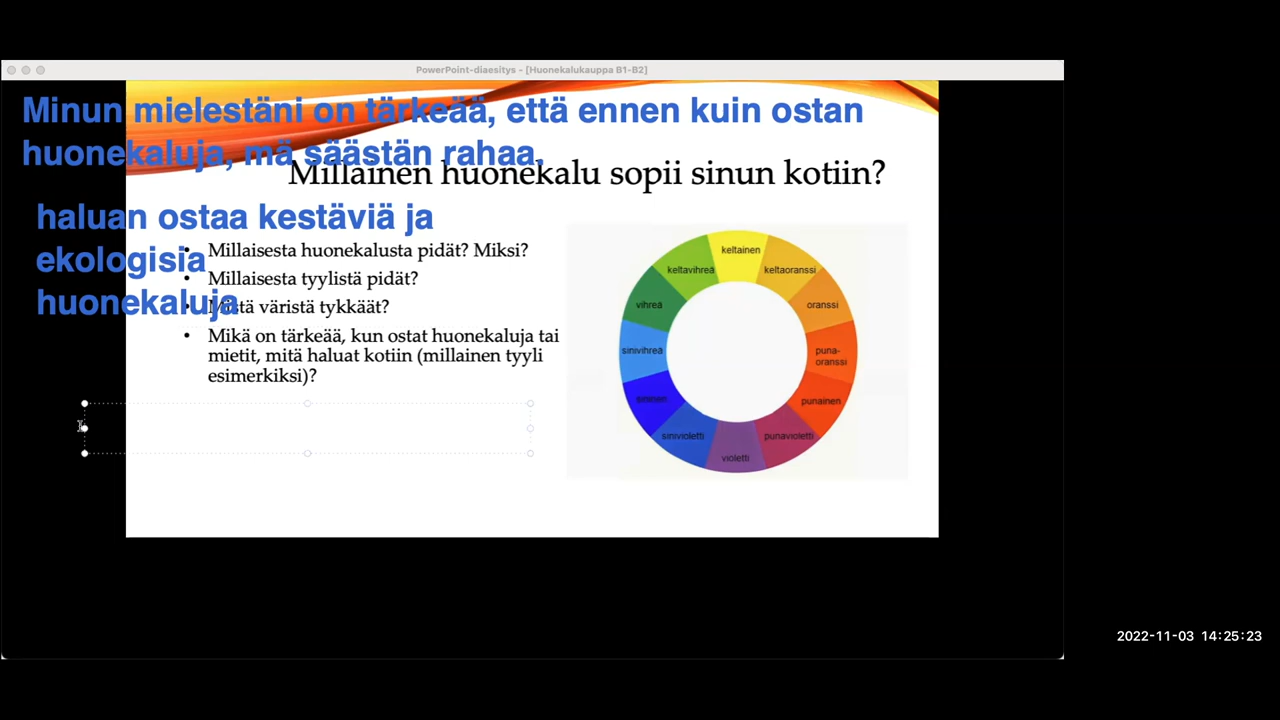 PowerPoint-diaesitys - [Huonekalukauppa B1-B2]
Minun mielestäni on tärkeää, että ennen kuin ostan
huonekaluja, mä säästän rahaa.
Millainen huonekalu sopii sinun kotiin?
haluan ostaa kestäviä ja
ekologisia
huonekaluja
• Millaisesta huonekalusta pidät? Miksi?
• Millaisesta tyylistä pidät?
• Mistä väristä tykkäät?
• Mikä on tärkeää, kun ostat huonekaluja tai
mietit, mitä haluat kotiin (millainen tyyli
esimerkiksi)?
keltainen
keltavihreä
keltaoranssi
vihreä
oranssi
sinivihreä
puna-
oranssi
sininen
punainen
sinivioletti
punavioletti
violetti
2022-11-03 14:25:23